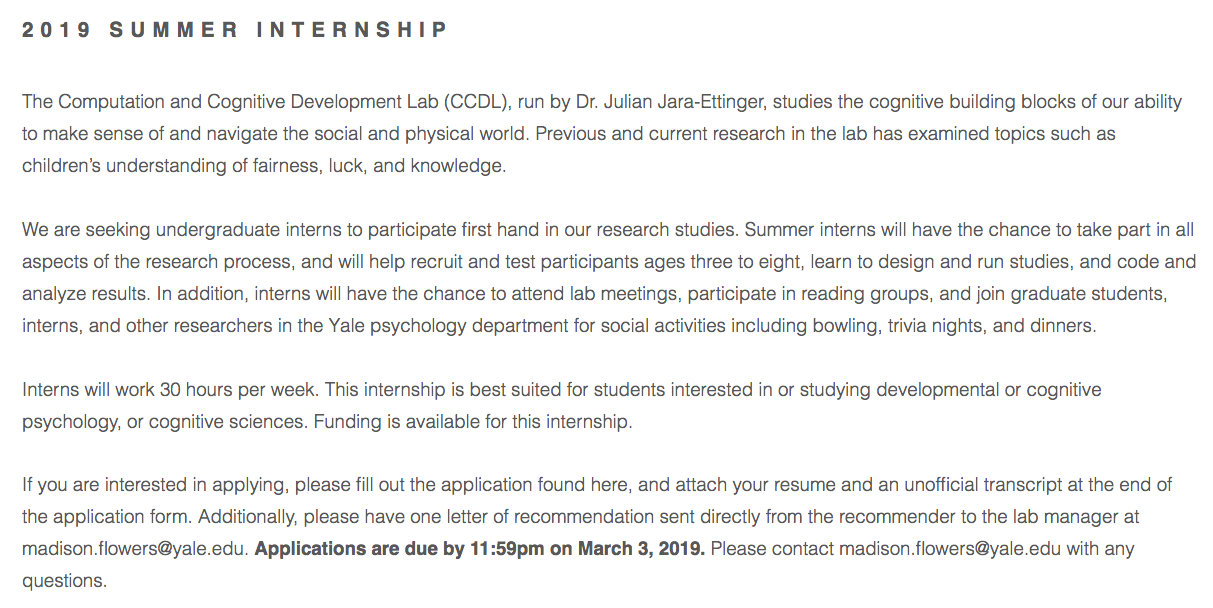 2019 SUMMER INTERNSHIP
The Computation and Cognitive Development Lab (CCDL), run by Dr. Julian Jara-Ettinger, studies the cognitive building blocks of our ability
to make sense of and navigate the social and physical world. Previous and current research in the lab has examined topics such as
children’s understanding of fairness, luck, and knowledge.
We are seeking undergraduate interns to participate first hand in our research studies. Summer interns will have the chance to take part in all
aspects of the research process, and will help recruit and test participants ages three to eight, learn to design and run studies, and code and
analyze results. In addition, interns will have the chance to attend lab meetings, participate in reading groups, and join graduate students,
interns, and other researchers in the Yale psychology department for social activities including bowling, trivia nights, and dinners.
Interns will work 30 hours per week. This internship is best suited for students interested in or studying developmental or cognitive
psychology, or cognitive sciences. Funding is available for this internship.
If you are interested in applying, please fill out the application found here, and attach your resume and an unofficial transcript at the end of
the application form. Additionally, please have one letter of recommendation sent directly from the recommender to the lab manager at
madison.flowers@yale.edu. Applications are due by 11:59pm on March 3, 2019. Please contact madison.flowers@yale.edu with any
questions.